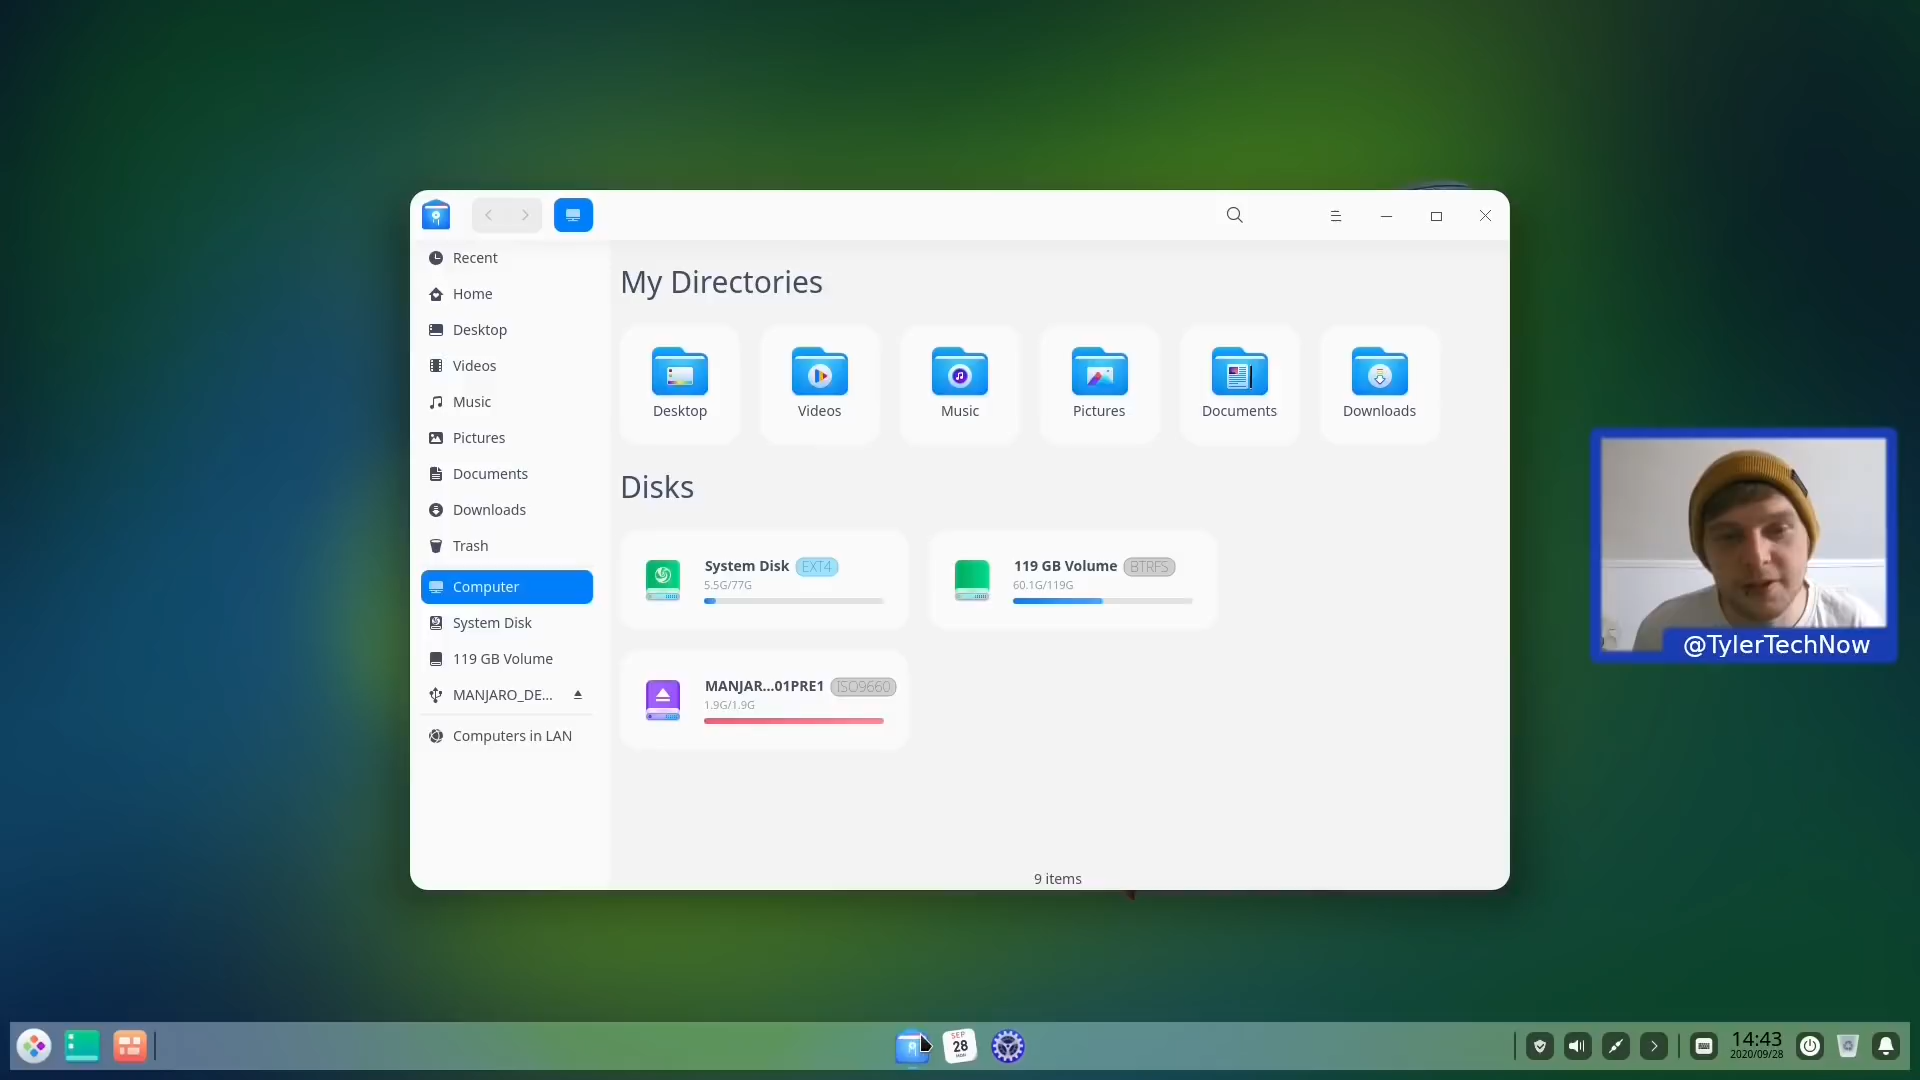 Recent
Home
Desktop
Videos
Music
Pictures
Documents
Downloads
Trash
Computer
System Disk
119 GB Volume
MANJARO_DE...
Computers in LAN
My Directories
Desktop
Videos
Music
Pictures
Documents
Downloads
Disks
System Disk EXT4
5.5G/77G
119 GB Volume BTRFS
60.1G/119G
MANJAR...01PRE1 ISO9660
1.9G/1.9G
9 items
@TylerTechNow
SEP
28
MON
14:43
2020/09/28